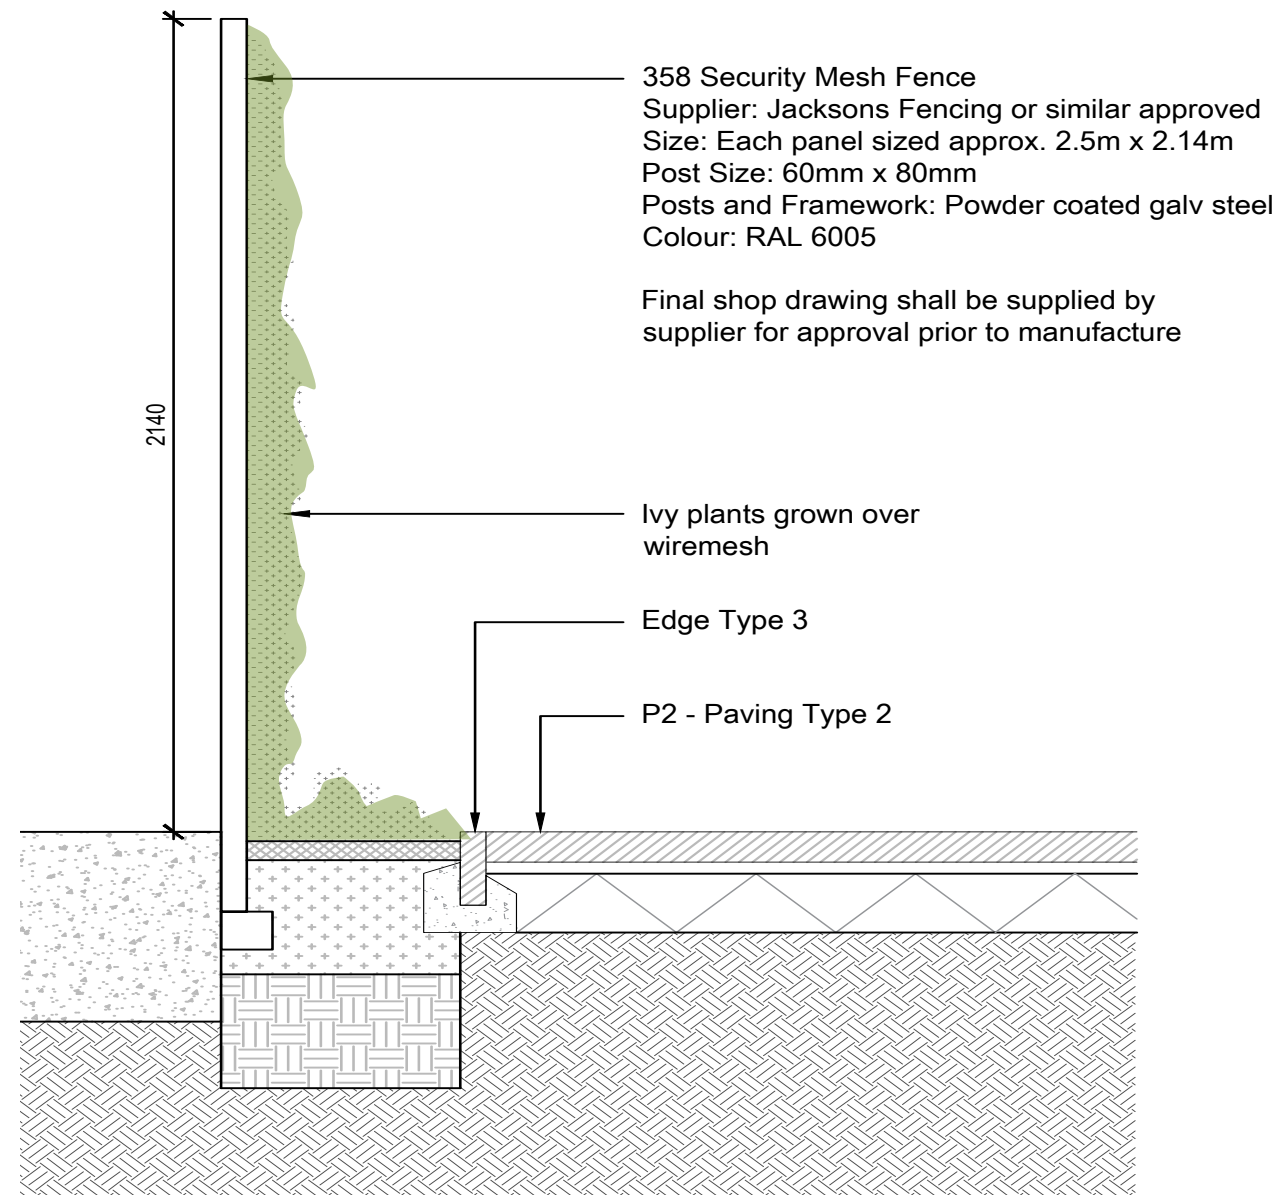 358 Security Mesh Fence
Supplier: Jacksons Fencing or similar approved
Size: Each panel sized approx. 2.5m x 2.14m
Post Size: 60mm x 80mm
Posts and Framework: Powder coated galv steel
Colour: RAL 6005
Final shop drawing shall be supplied by
supplier for approval prior to manufacture
2140
Ivy plants grown over
wiremesh
Edge Type 3
P2 - Paving Type 2